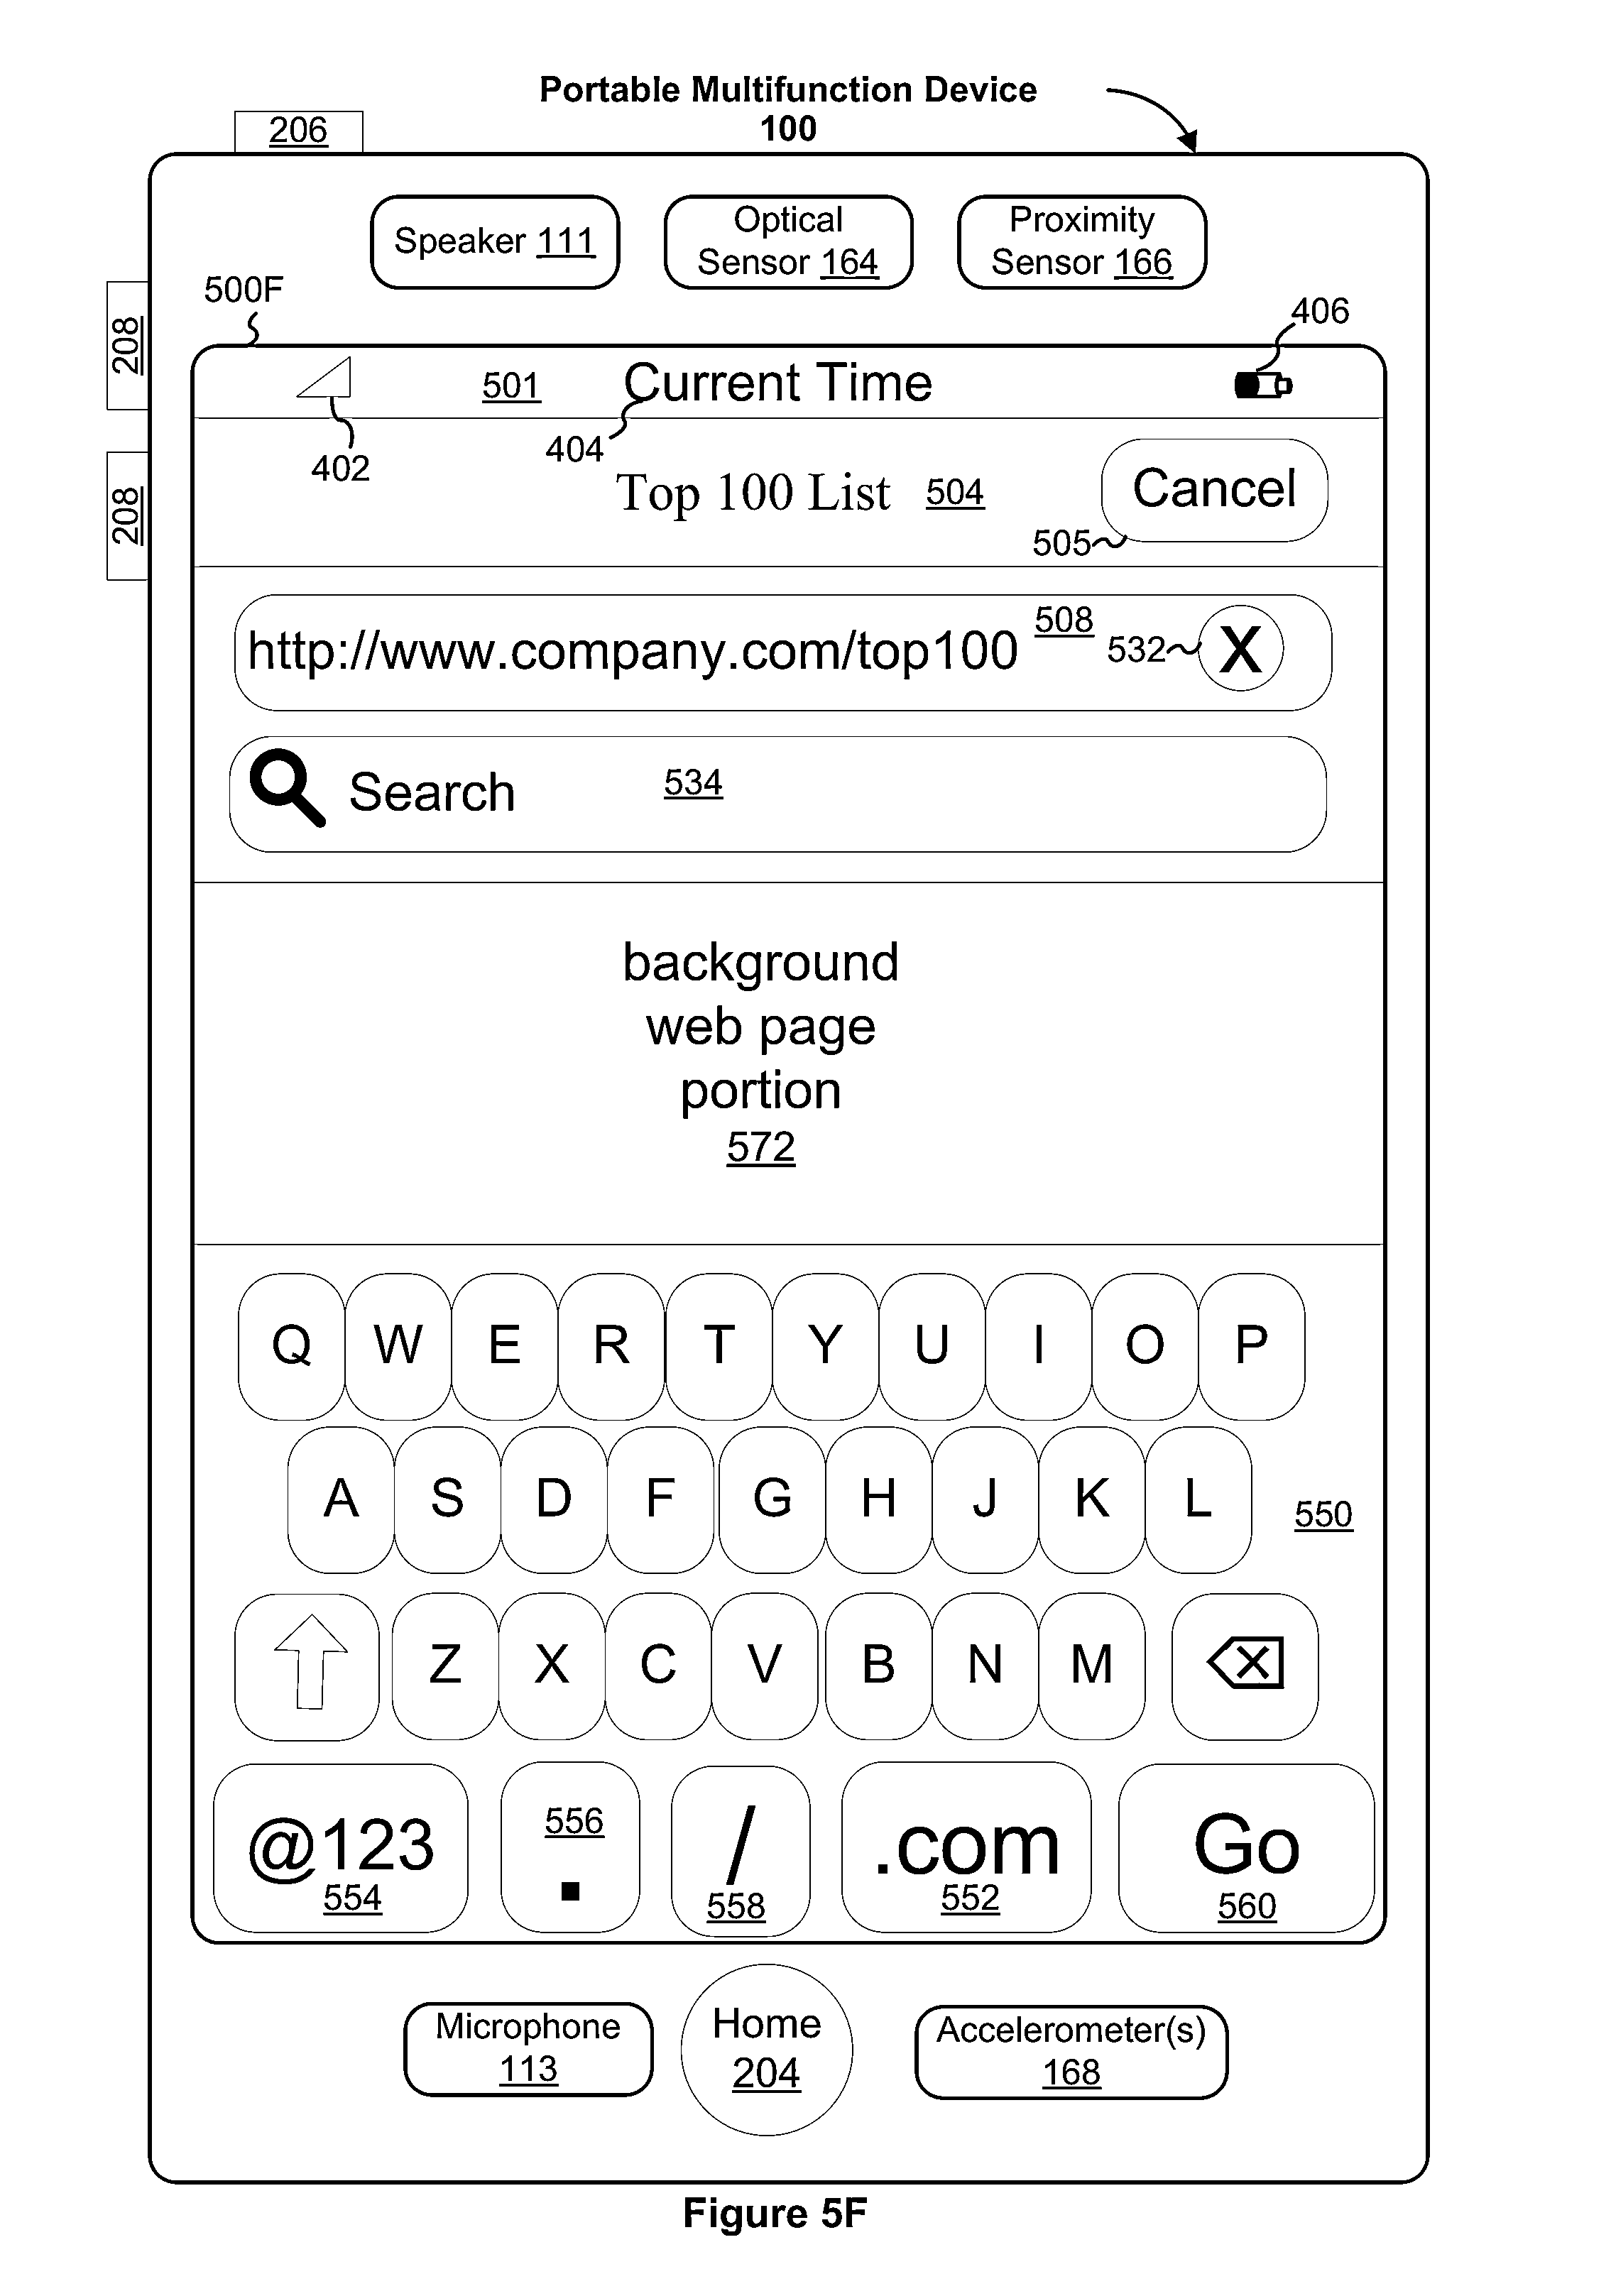 Portable Multifunction Device
100
206
Speaker 111
Optical
Sensor 164
Proximity
Sensor 166
500F
406
208
501
Current Time
402
404
208
Top 100 List 504
Cancel
505
http://www.company.com/top100
508
532
X
Search
534
background
web page
portion
572
Q W E R T Y U I O P
A S D F G H J K L
550
Z X C V B N M
@123
554
556
.
/
558
.com
552
Go
560
Microphone
113
Home
204
Accelerometer(s)
168
Figure 5F